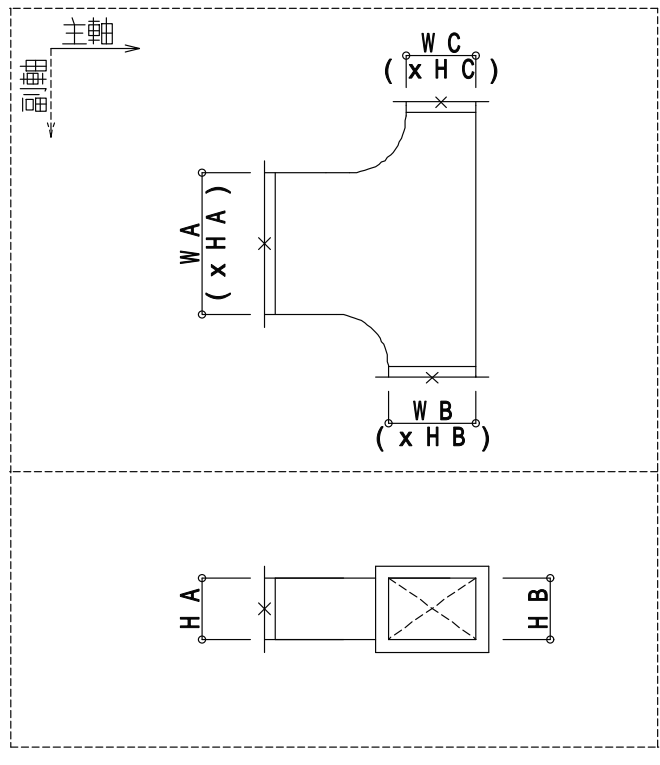 主軸
副軸
W C
( x H C )
W A
( x H A )
W B
( x H B )
H A
H B